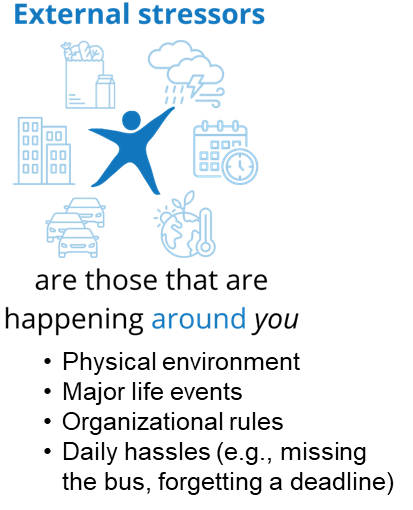 External stressors
are those that are
happening around you
• Physical environment
• Major life events
• Organizational rules
• Daily hassles (e.g., missing
the bus, forgetting a deadline)